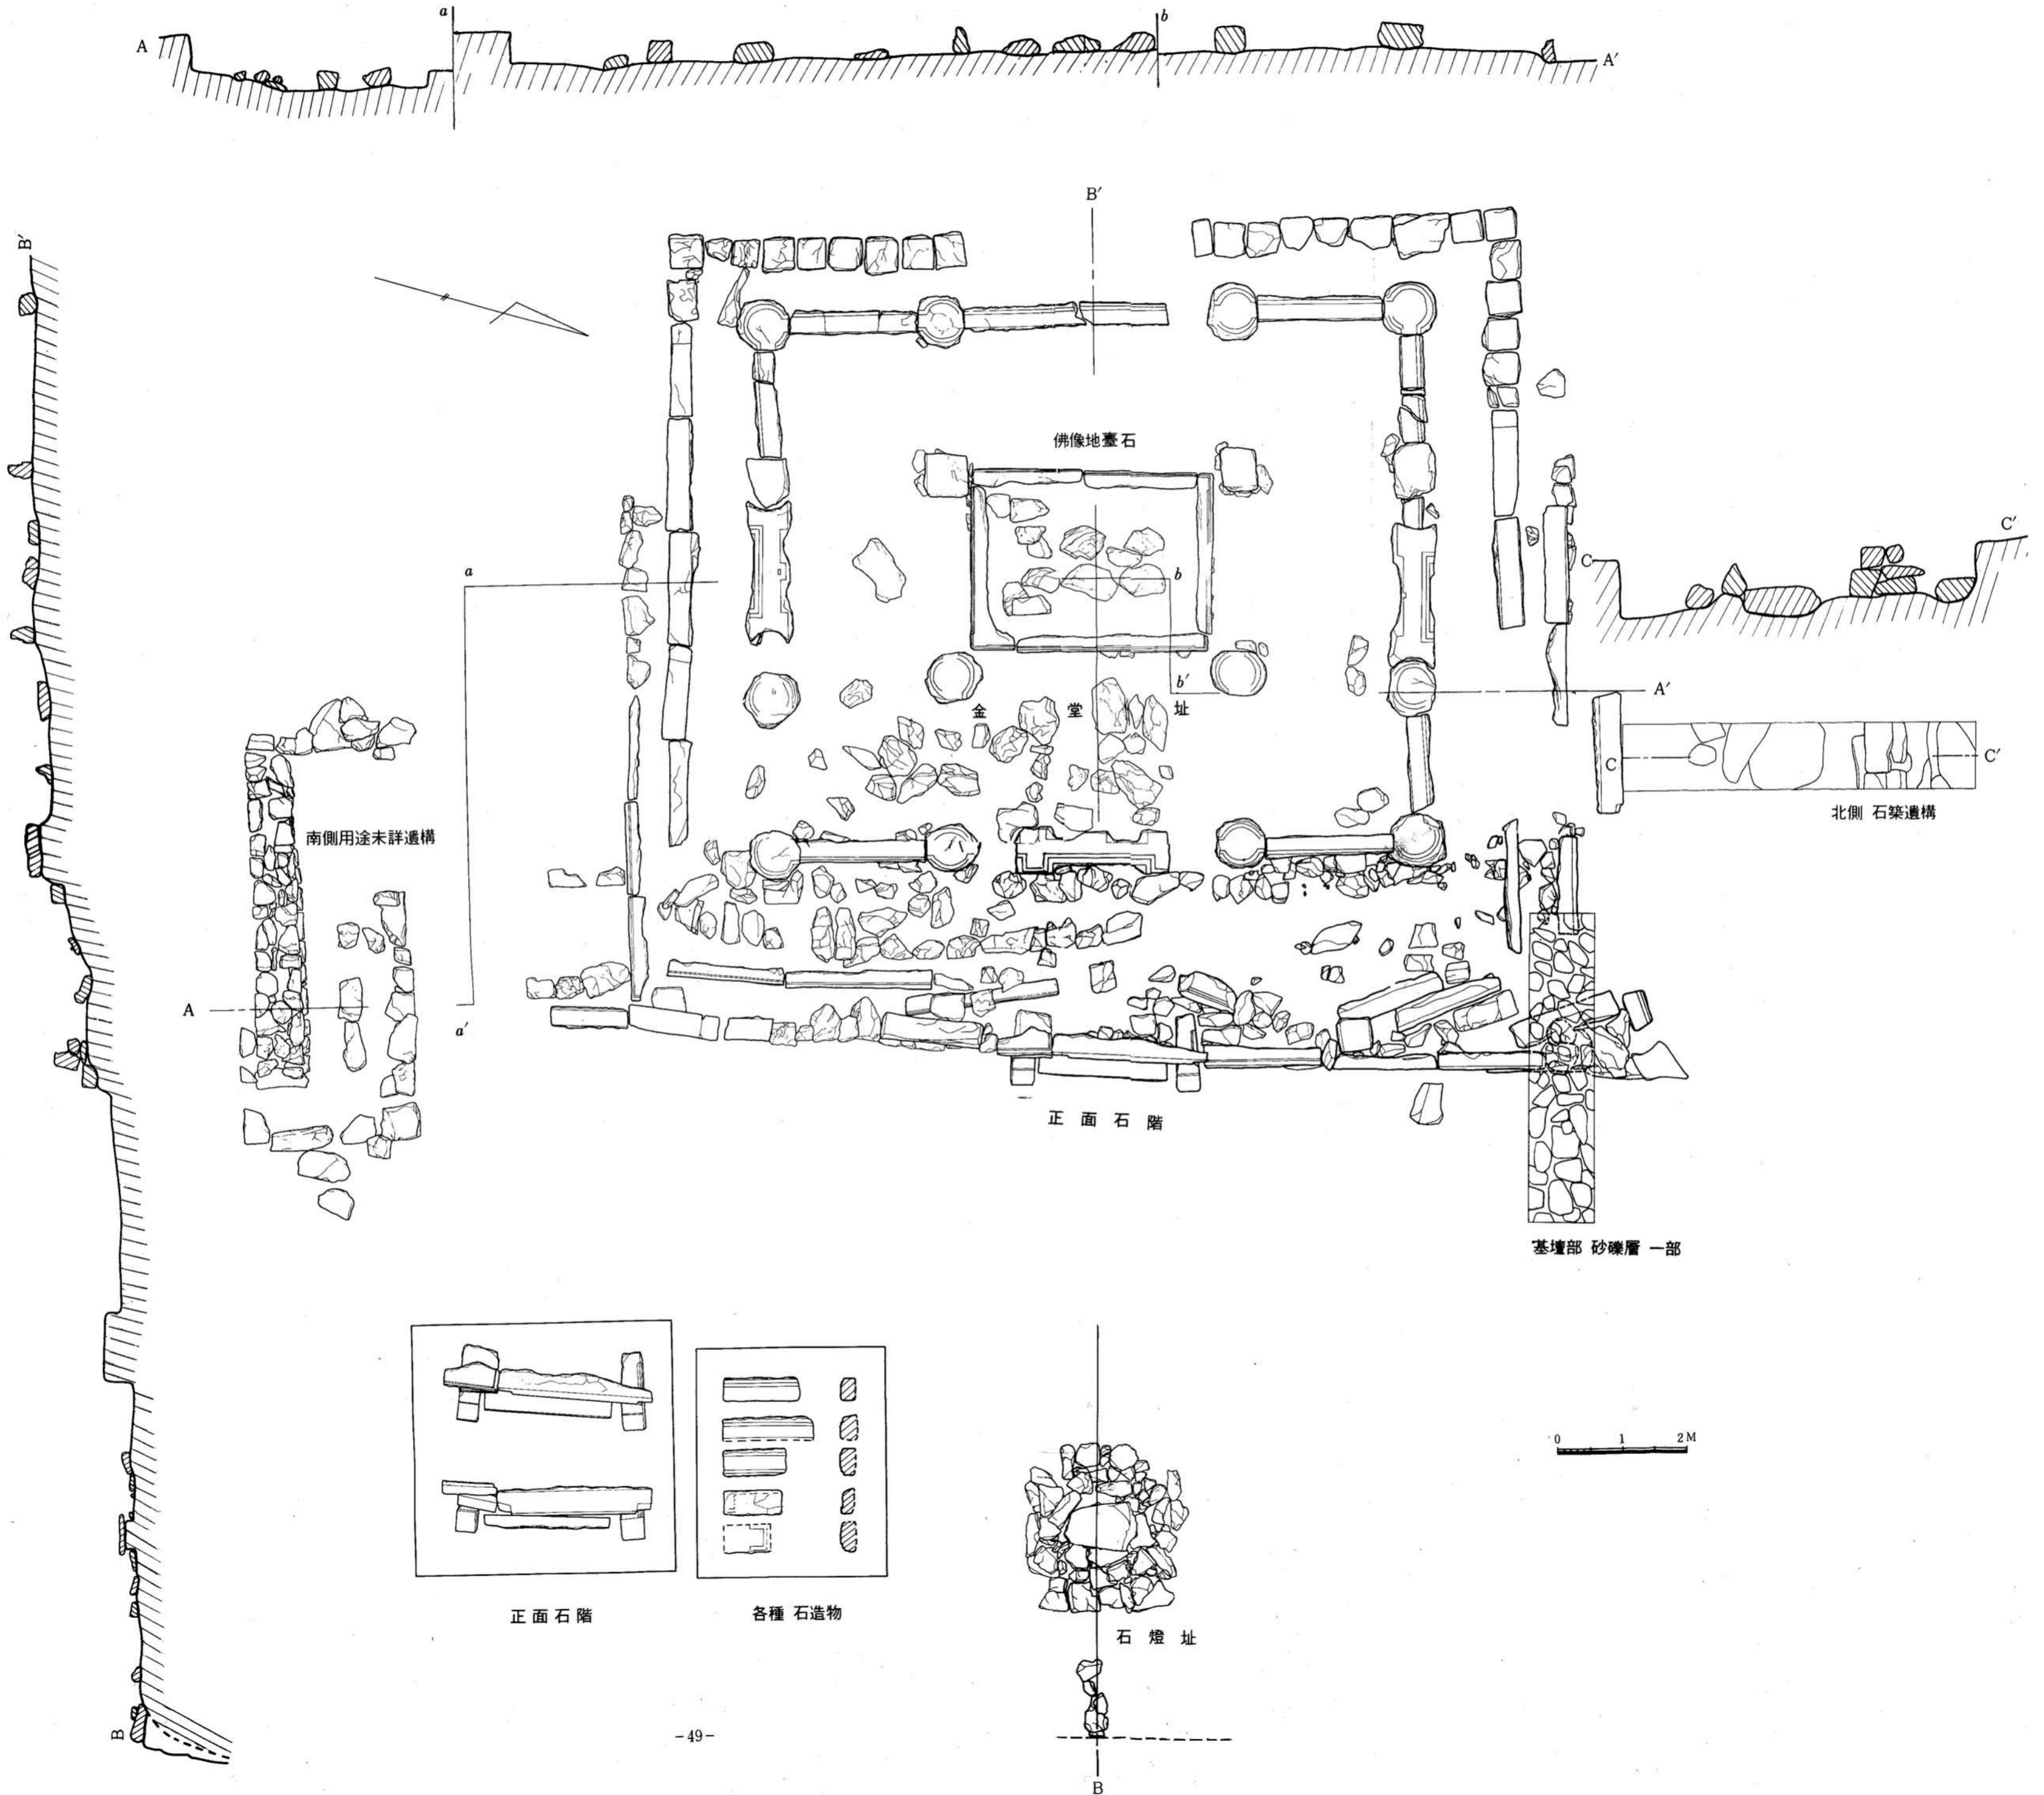 a
b
A
A′
B′
B′
佛像地臺石
a
b
C′
C
b′
A′
金堂址
C
C′
北側 石築遺構
南側用途未詳遺構
A
a′
正面石階
基壇部 砂礫層 一部
0 1 2M
正面石階
各種 石造物
石燈址
B
-49-
B